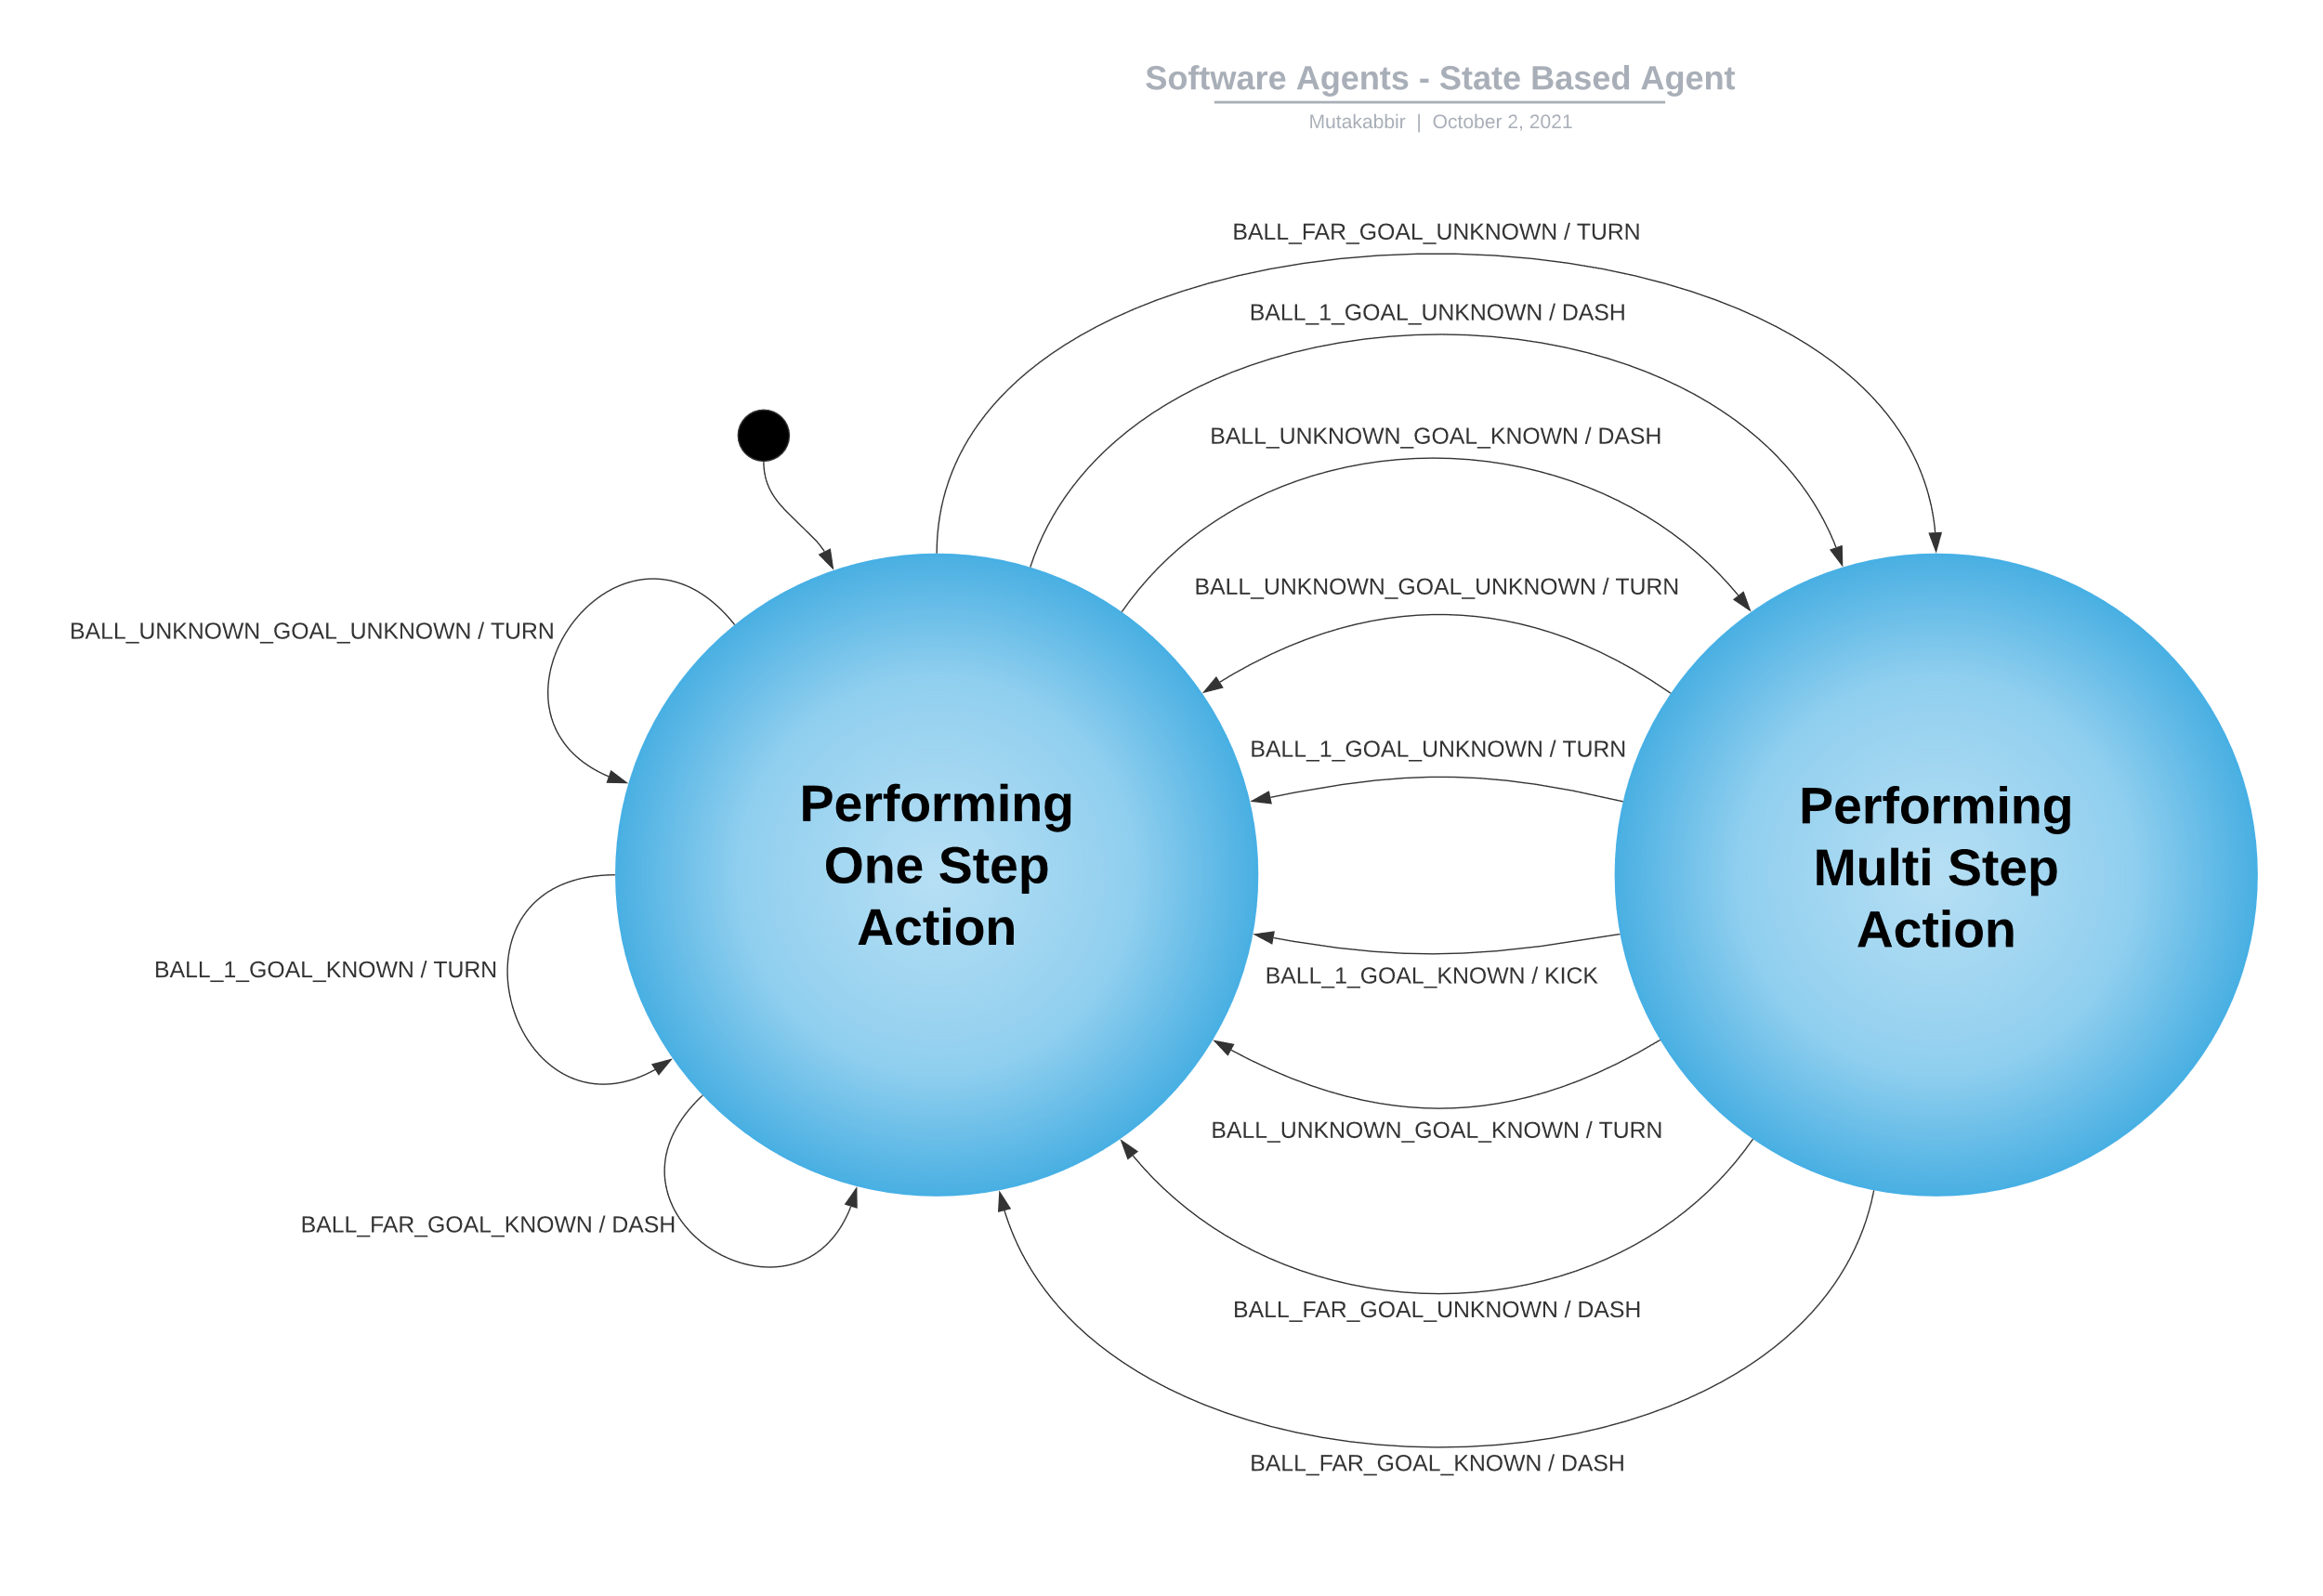 Software Agents - State Based Agent
Mutakabbir | October 2, 2021
BALL_FAR_GOAL_UNKNOWN / TURN
BALL_1_GOAL_UNKNOWN / DASH
BALL_UNKNOWN_GOAL_KNOWN / DASH
BALL_UNKNOWN_GOAL_UNKNOWN / TURN
BALL_UNKNOWN_GOAL_UNKNOWN / TURN
BALL_1_GOAL_UNKNOWN / TURN
Performing
One Step
Action
Performing
Multi Step
Action
BALL_1_GOAL_KNOWN / TURN
BALL_1_GOAL_KNOWN / KICK
BALL_UNKNOWN_GOAL_KNOWN / TURN
BALL_FAR_GOAL_KNOWN / DASH
BALL_FAR_GOAL_UNKNOWN / DASH
BALL_FAR_GOAL_KNOWN / DASH